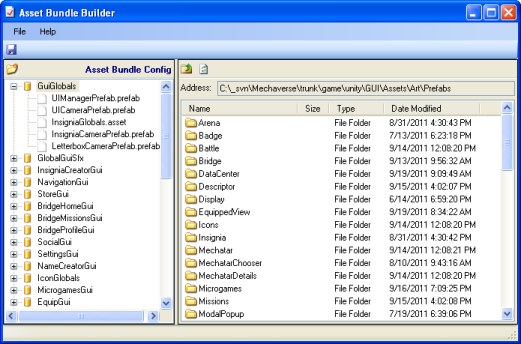 Asset Bundle Builder
File Help
Asset Bundle Config
GuiGlobals
UIManagerPrefab.prefab
UICameraPrefab.prefab
InsigniaGlobals.asset
InsigniaCameraPrefab.prefab
LetterboxCameraPrefab.prefab
GlobalGuiSfx
InsigniaCreatorGui
NavigationGui
StoreGui
BridgeHomeGui
BridgeMissionsGui
BridgeProfileGui
SocialGui
SettingsGui
NameCreatorGui
IconGlobals
MicrogamesGui
EquipGui
Address: C:\_svn\Mechaverse\trunk\game\unity\GUI\Assets\Art\Prefabs
Name Size Type Date Modified
Arena File Folder 8/31/2011 4:30:43 PM
Badge File Folder 7/13/2011 6:23:18 PM
Battle File Folder 9/14/2011 12:08:20 PM
Bridge File Folder 9/13/2011 9:56:32 AM
DataCenter File Folder 9/19/2011 9:09:49 AM
Descriptor File Folder 9/15/2011 4:02:07 PM
Display File Folder 6/14/2011 6:59:20 PM
EquippedView File Folder 9/19/2011 8:34:22 AM
Icons File Folder 9/14/2011 12:08:20 PM
Insignia File Folder 8/31/2011 4:30:42 PM
Mechatar File Folder 9/14/2011 12:08:21 PM
MechatarChooser File Folder 8/10/2011 9:43:16 AM
MechatarDetails File Folder 9/14/2011 12:08:20 PM
Microgames File Folder 9/16/2011 7:09:25 PM
Missions File Folder 9/15/2011 4:02:08 PM
ModalPopup File Folder 7/19/2011 6:39:06 PM